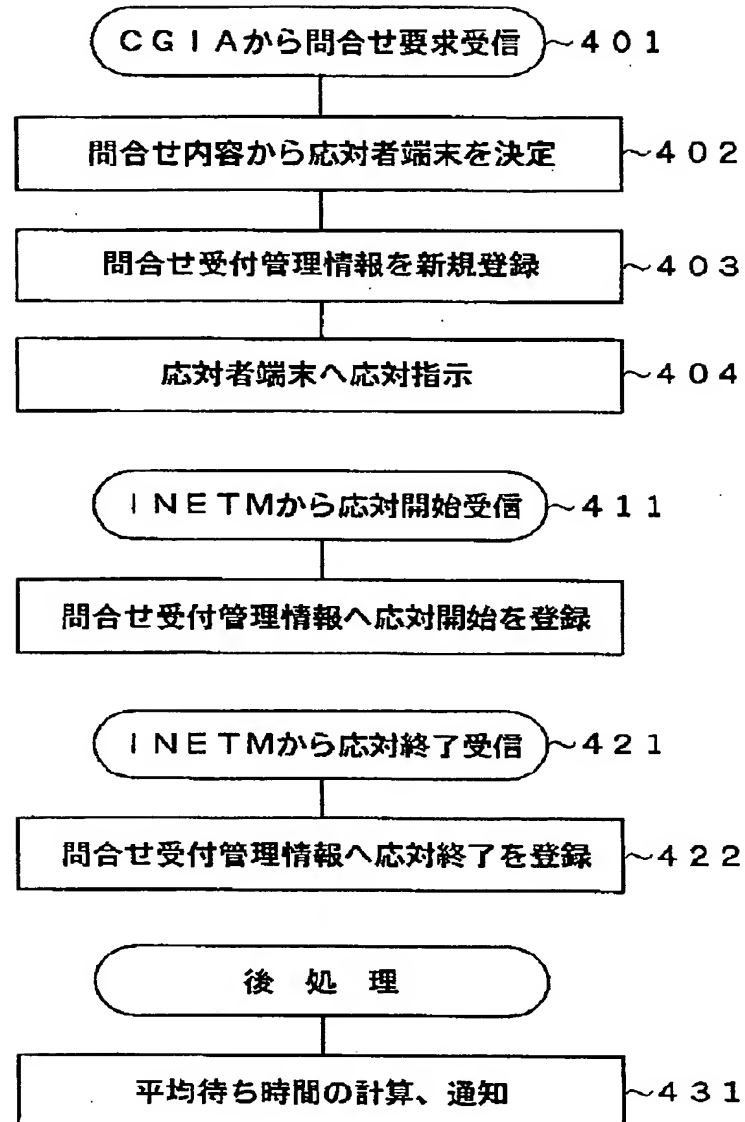 CGIAから問合せ要求受信 ~401
問合せ内容から応対者端末を決定 ~402
問合せ受付管理情報を新規登録 ~403
応対者端末へ応対指示 ~404
INETMから応対開始受信 ~411
問合せ受付管理情報へ応対開始を登録
INETMから応対終了受信 ~421
問合せ受付管理情報へ応対終了を登録 ~422
後処理
平均待ち時間の計算、通知 ~431